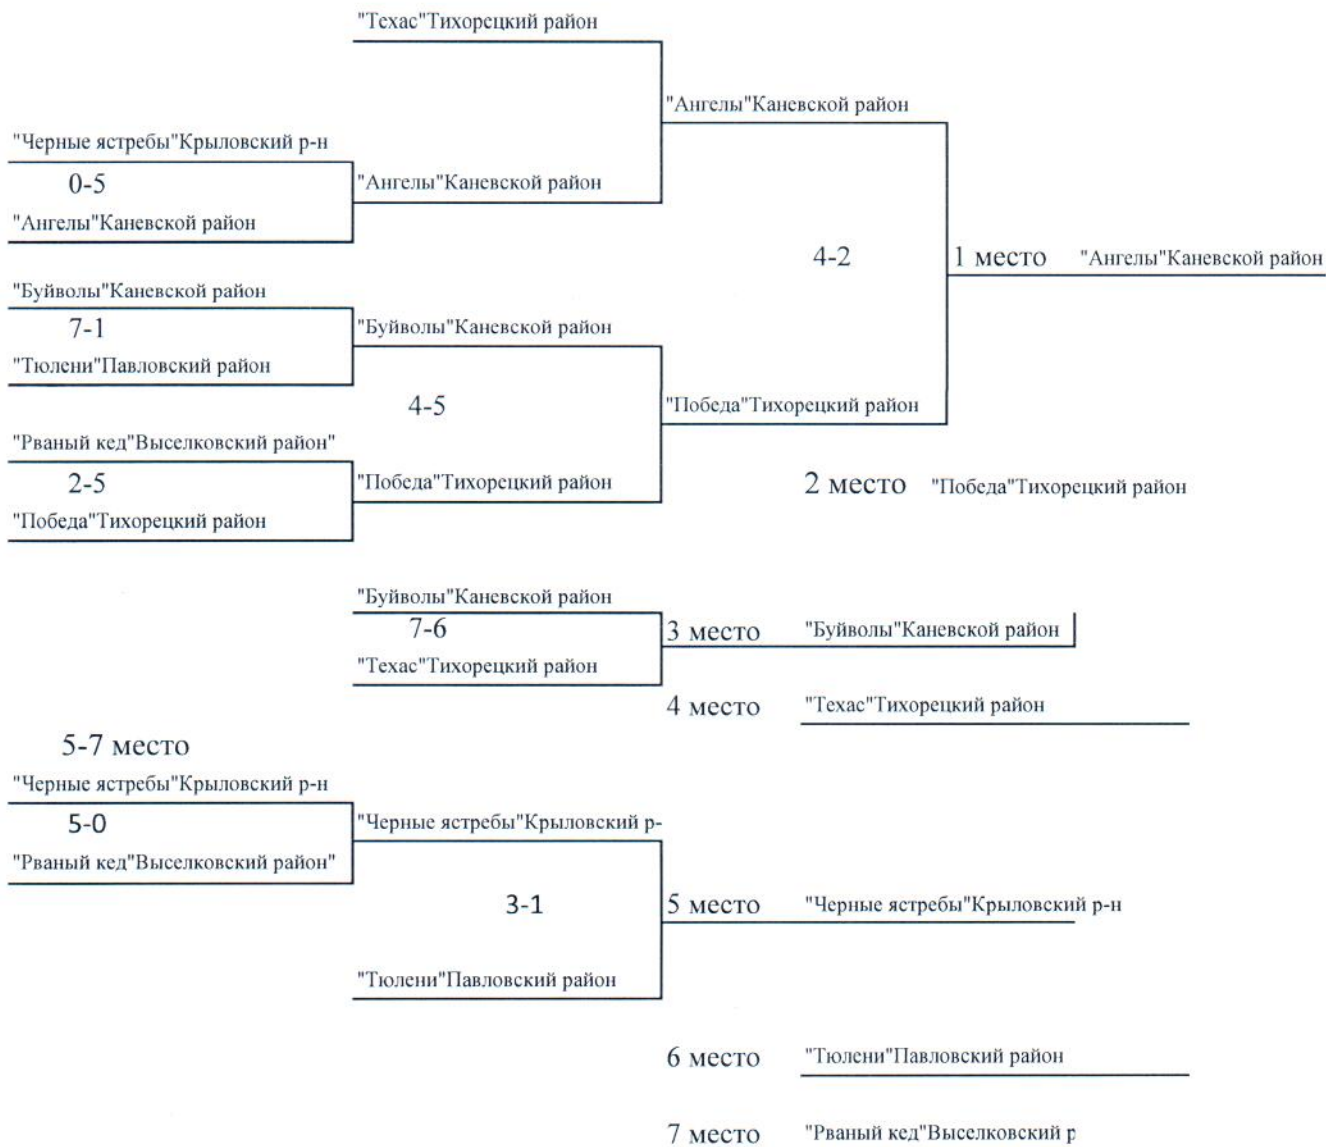 "Техас"Тихорецкий район
"Ангелы"Каневской район
"Черные ястребы"Крыловский р-н
0-5
"Ангелы"Каневской район
"Ангелы"Каневской район
4-2
1 место
"Ангелы"Каневской район
"Буйволы"Каневской район
7-1
"Буйволы"Каневской район
"Тюлени"Павловский район
4-5
"Победа"Тихорецкий район
"Рваный кед"Выселковский район"
2-5
"Победа"Тихорецкий район
2 место
"Победа"Тихорецкий район
"Победа"Тихорецкий район
"Буйволы"Каневской район
7-6
3 место
"Буйволы"Каневской район
"Техас"Тихорецкий район
4 место
"Техас"Тихорецкий район
5-7 место
"Черные ястребы"Крыловский р-н
5-0
"Черные ястребы"Крыловский р-
"Рваный кед"Выселковский район"
3-1
5 место
"Черные ястребы"Крыловский р-н
"Тюлени"Павловский район
6 место
"Тюлени"Павловский район
7 место
"Рваный кед"Выселковский р